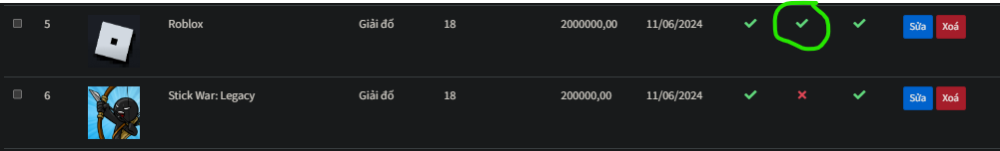 5 Roblox Giải đố 18 2000000,00 11/06/2024 Sửa Xoá
6 Stick War: Legacy Giải đố 18 200000,00 11/06/2024 Sửa Xoá